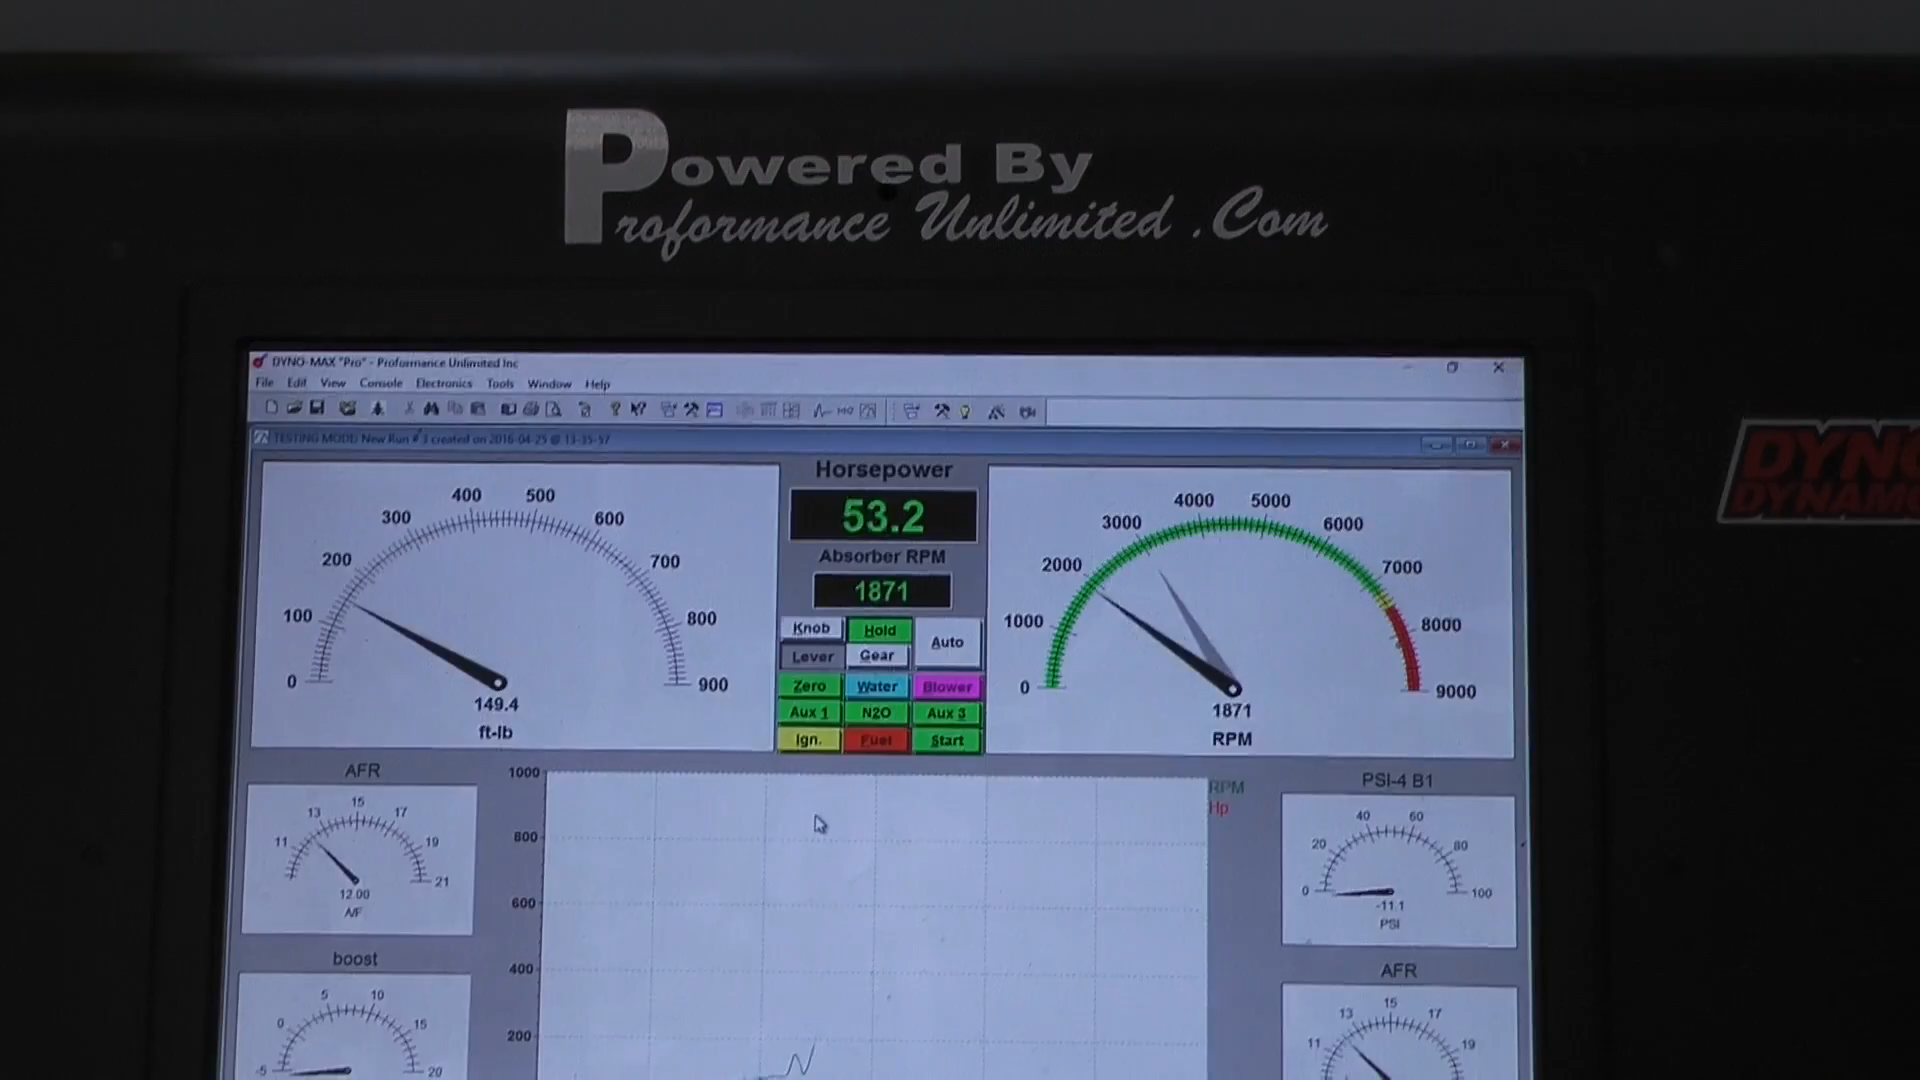 Powered By
Proformance Unlimited .Com
DYNO-MAX "Pro" - Proformance Unlimited Inc
File Edit View Console Electronics Tools Window Help
TESTING MODD New Run # 3 created on 2016-04-25 @ 13-35-57
DYNO
DYNAMO
0 100 200 300 400 500 600 700 800 900
149.4
ft-lb
Horsepower
53.2
Absorber RPM
1871
Knob Hold Auto
Lever Gear
Zero Water Blower
Aux 1 N2O Aux 3
Ign. Fuel Start
0 1000 2000 3000 4000 5000 6000 7000 8000 9000
1871
RPM
AFR
11 13 15 17 19 21
12.00
A/F
boost
-5 0 5 10 15 20
1000
800
600
400
200
RPM
Hp
PSI-4 B1
0 20 40 60 80 100
-11.1
PSI
AFR
11 13 15 17 19